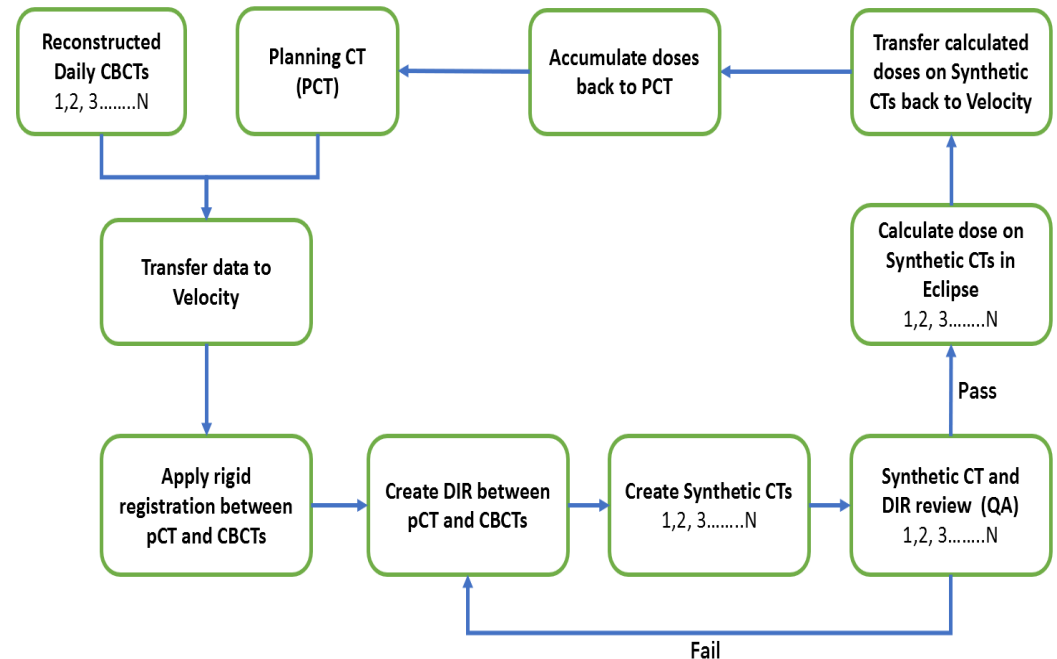 Reconstructed
Daily CBCTs
1,2, 3........N
Planning CT
(PCT)
Accumulate doses
back to PCT
Transfer calculated
doses on Synthetic
CTs back to Velocity
Transfer data to
Velocity
Calculate dose on
Synthetic CTs in
Eclipse
1,2, 3........N
Pass
Apply rigid
registration between
pCT and CBCTs
Create DIR between
pCT and CBCTs
Create Synthetic CTs
1,2, 3........N
Synthetic CT and
DIR review (QA)
1,2, 3........N
Fail